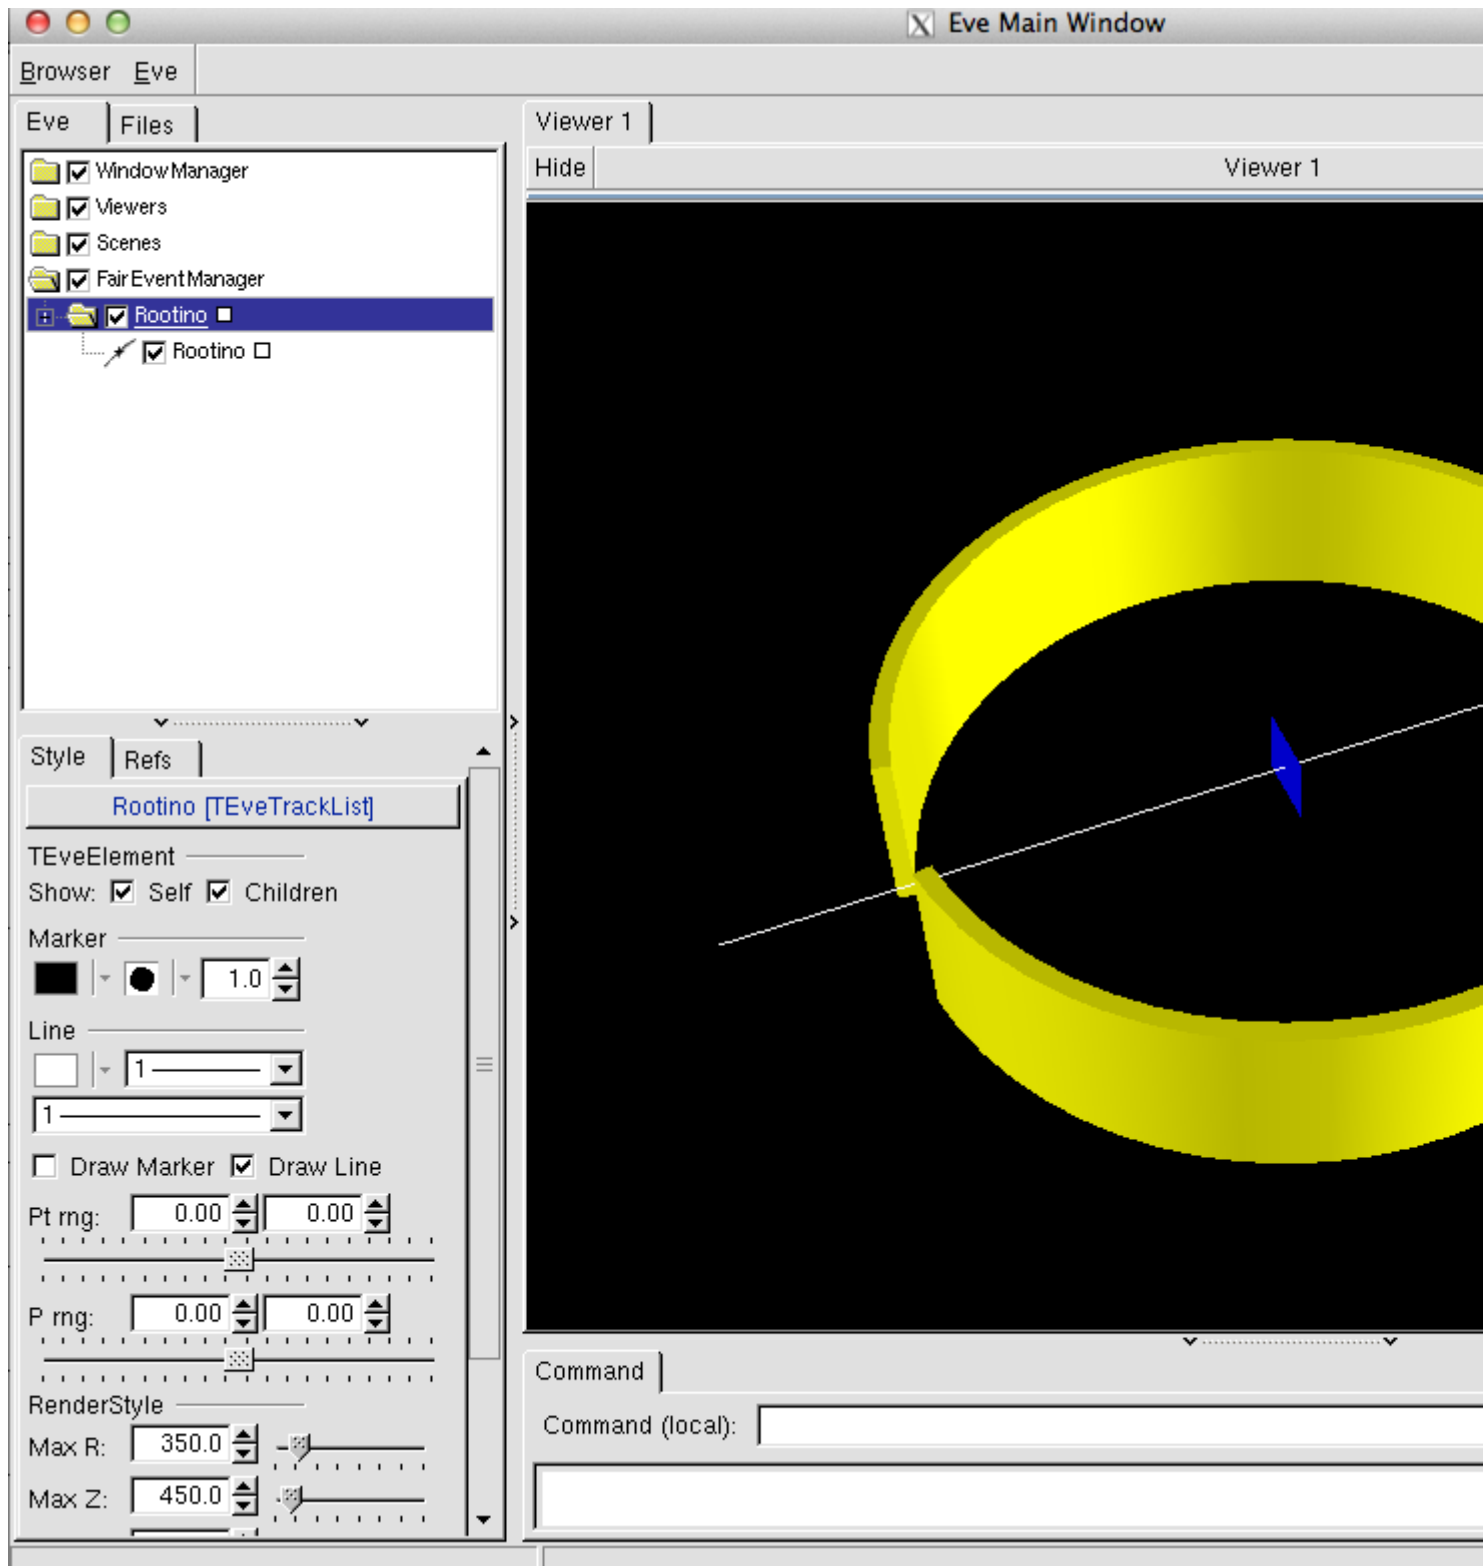 Eve Main Window
Browser Eve
Eve Files
WindowManager
Viewers
Scenes
FairEventManager
Rootino
Rootino
Style Refs
Rootino [TEveTrackList]
TEveElement
Show: Self Children
Marker
1.0
Line
1
1
Draw Marker Draw Line
Pt rng: 0.00 0.00
P rng: 0.00 0.00
RenderStyle
Max R: 350.0
Max Z: 450.0
Viewer 1
Hide Viewer 1
Command
Command (local):